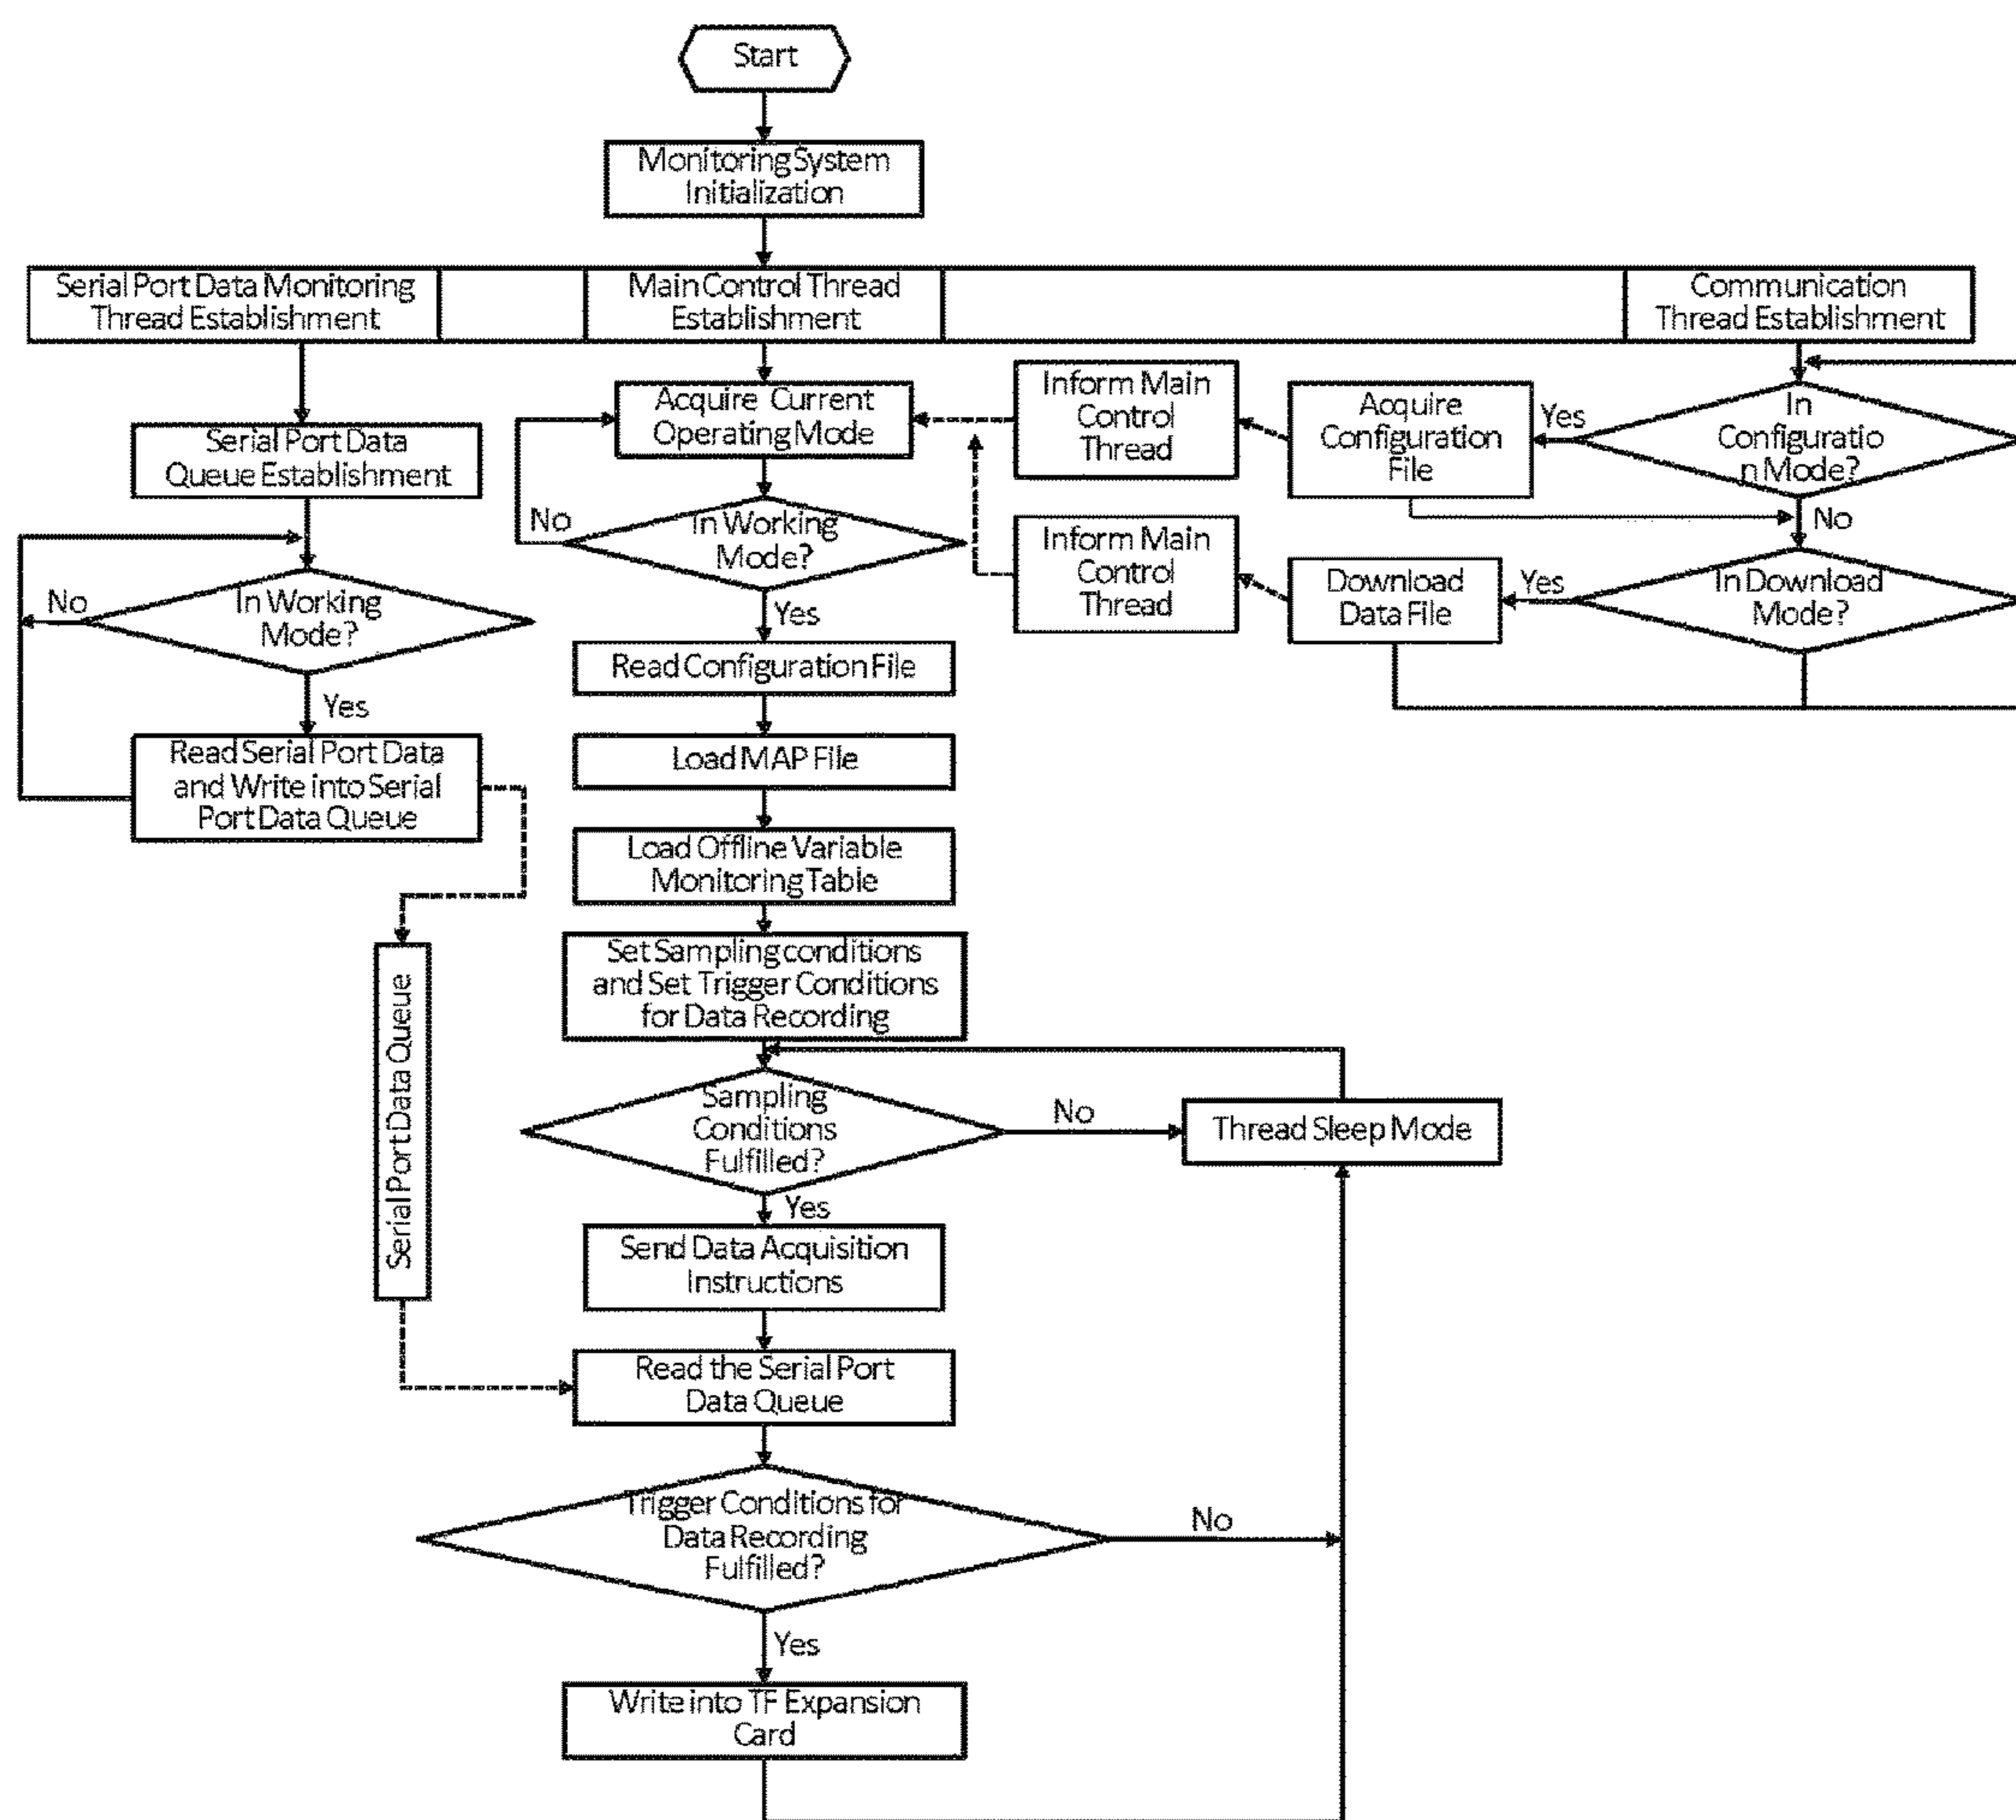 Start
Monitoring System
Initialization
Serial Port Data Monitoring
Thread Establishment
Main Control Thread
Establishment
Communication
Thread Establishment
Serial Port Data
Queue Establishment
In Working
Mode?
No
Yes
Read Serial Port Data
and Write into Serial
Port Data Queue
Serial Port Data Queue
Acquire Current
Operating Mode
In Working
Mode?
No
Yes
Read Configuration File
Load MAP File
Load Offline Variable
Monitoring Table
Set Sampling conditions
and Set Trigger Conditions
for Data Recording
Sampling
Conditions
Fulfilled?
No
Thread Sleep Mode
Yes
Send Data Acquisition
Instructions
Read the Serial Port
Data Queue
Trigger Conditions for
Data Recording
Fulfilled?
No
Yes
Write into TF Expansion
Card
Inform Main
Control
Thread
Acquire
Configuration
File
Yes
In
Configuratio
n Mode?
No
Inform Main
Control
Thread
Download
Data File
Yes
In Download
Mode?